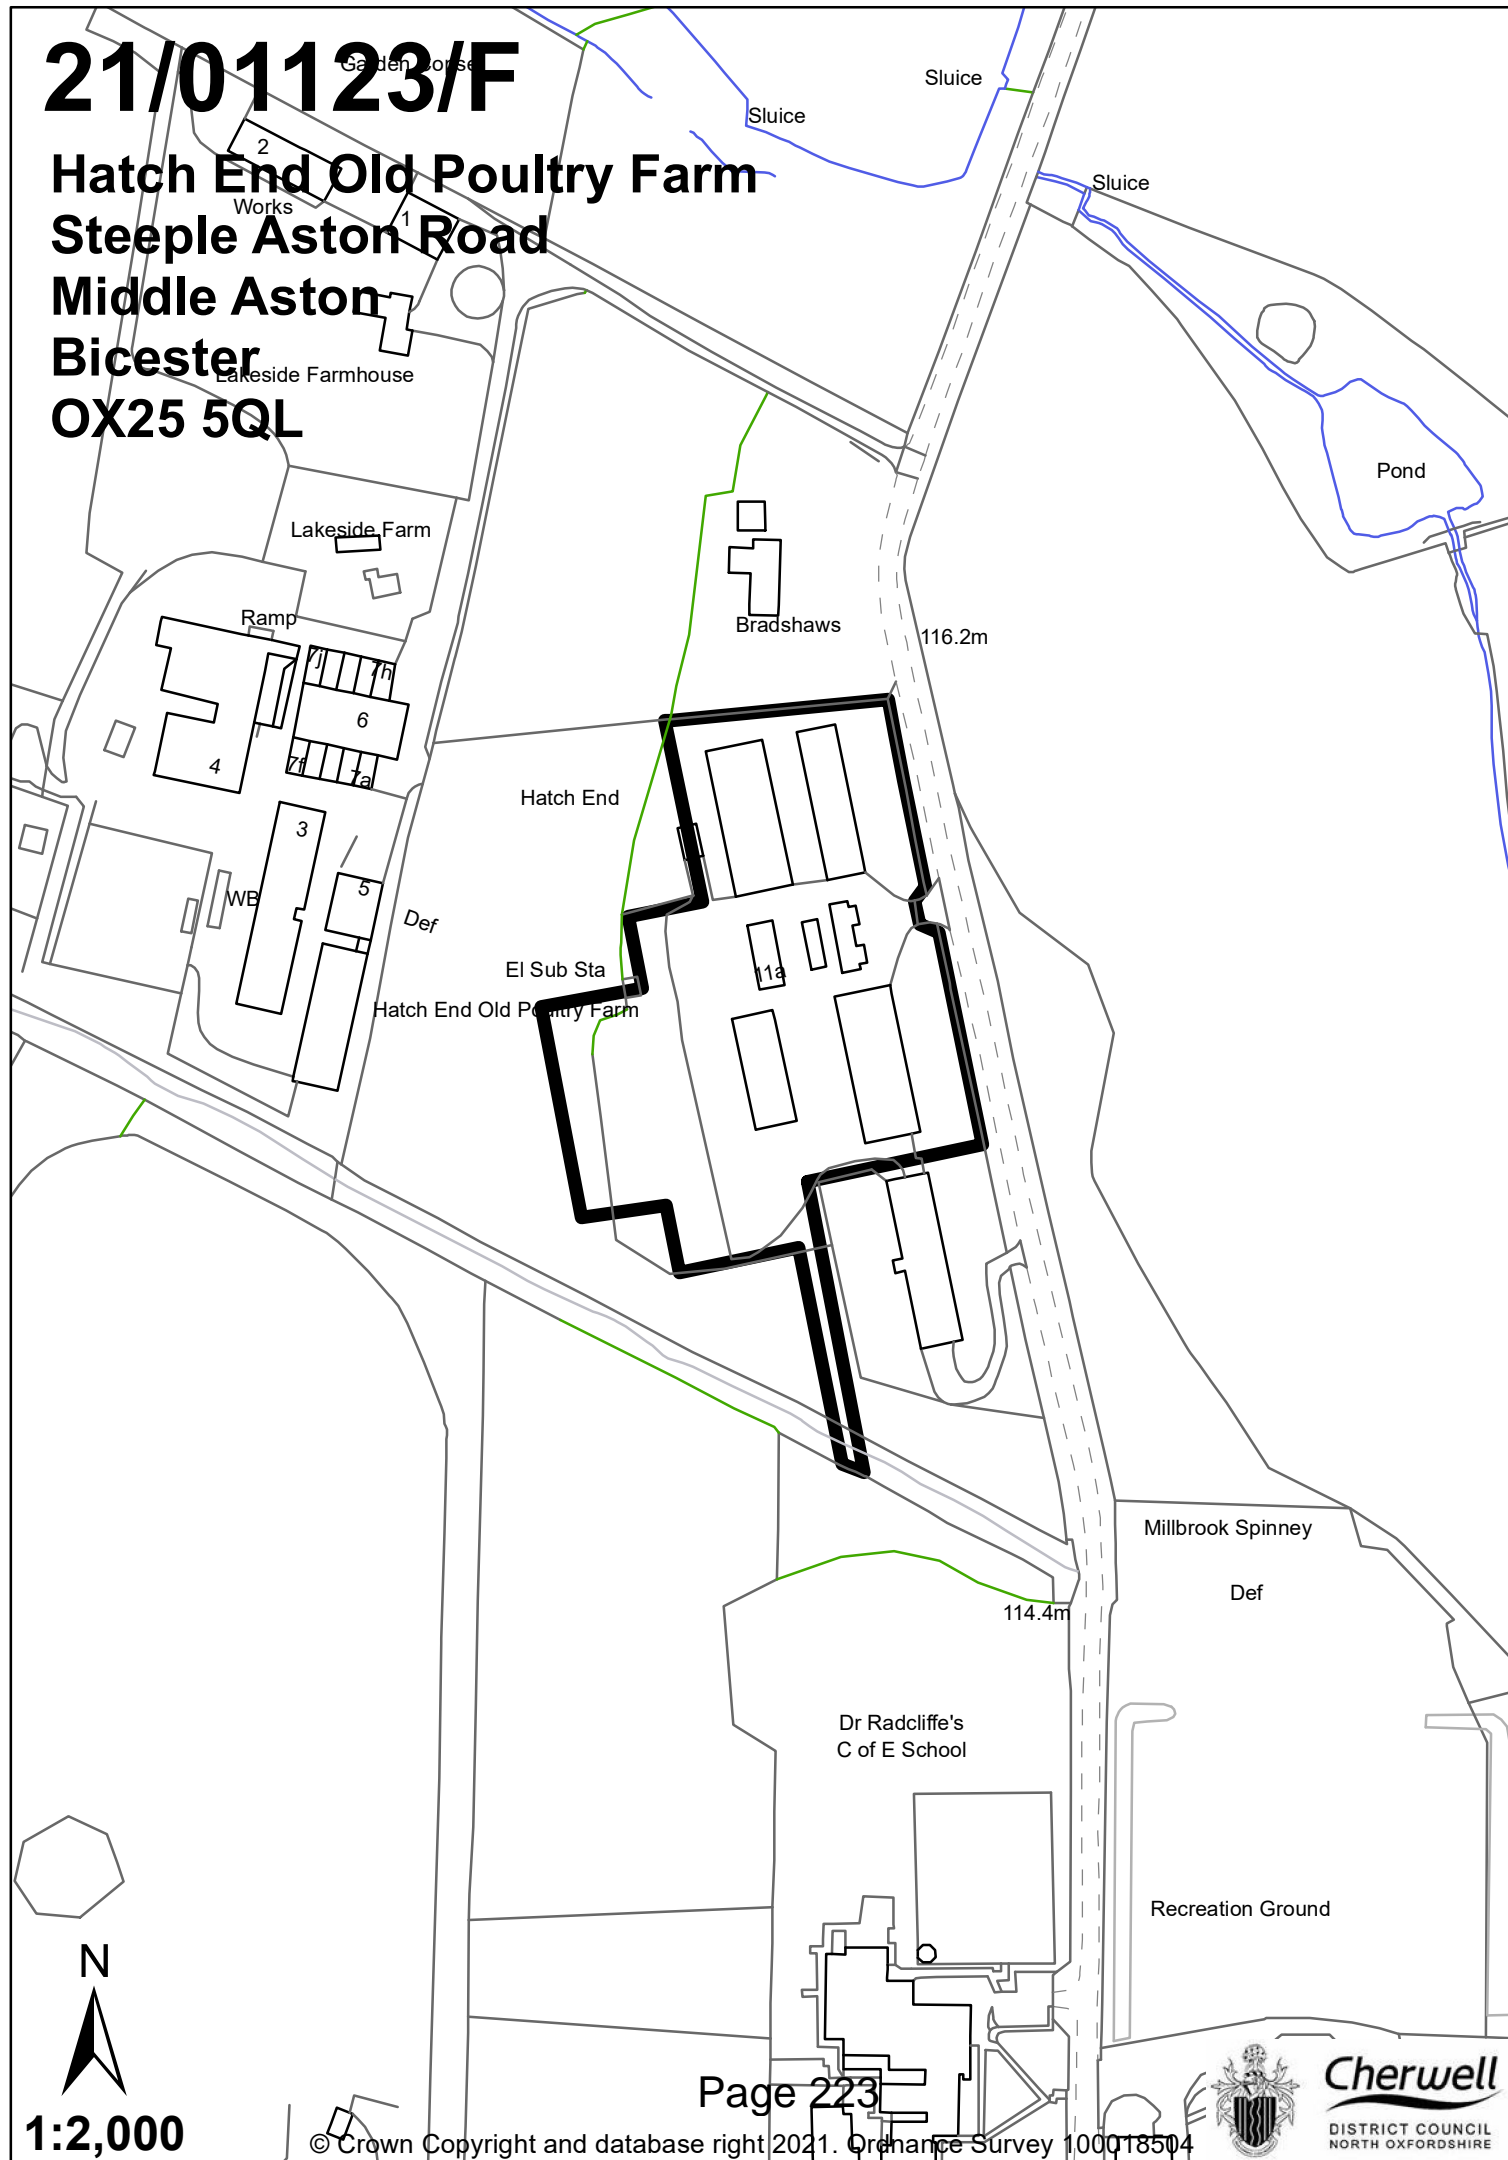 21/01123/F
Garden Copse
Hatch End Old Poultry Farm
Steeple Aston Road
Middle Aston
Bicester
OX25 5QL
2
Works
1
Lakeside Farmhouse
Sluice
Sluice
Sluice
Pond
Lakeside Farm
Ramp
7j
7h
6
4
7f
7a
3
5
WB
Def
Bradshaws
116.2m
Hatch End
El Sub Sta
11a
Hatch End Old Poultry Farm
Millbrook Spinney
Def
114.4m
Dr Radcliffe's
C of E School
Recreation Ground
N
1:2,000
Page 223
© Crown Copyright and database right 2021. Ordnance Survey 100018504
Cherwell
DISTRICT COUNCIL
NORTH OXFORDSHIRE